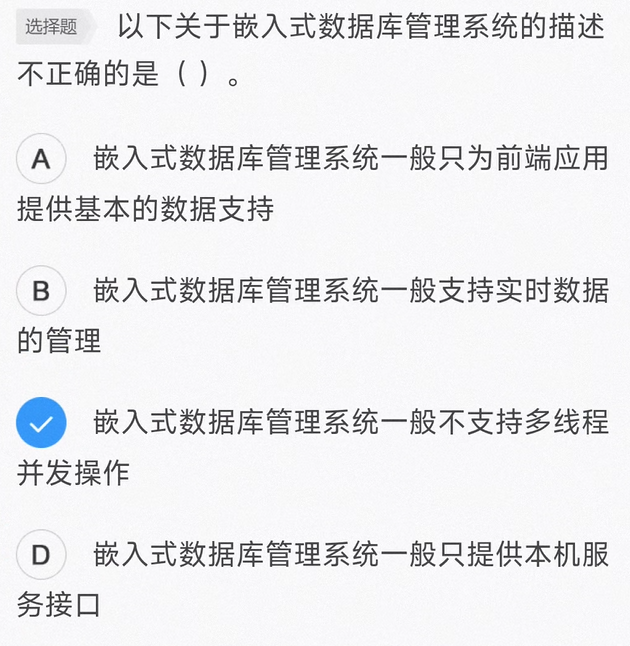 选择题 以下关于嵌入式数据库管理系统的描述
不正确的是（ ）。
A 嵌入式数据库管理系统一般只为前端应用
提供基本的数据支持
B 嵌入式数据库管理系统一般支持实时数据
的管理
嵌入式数据库管理系统一般不支持多线程
并发操作
D 嵌入式数据库管理系统一般只提供本机服
务接口